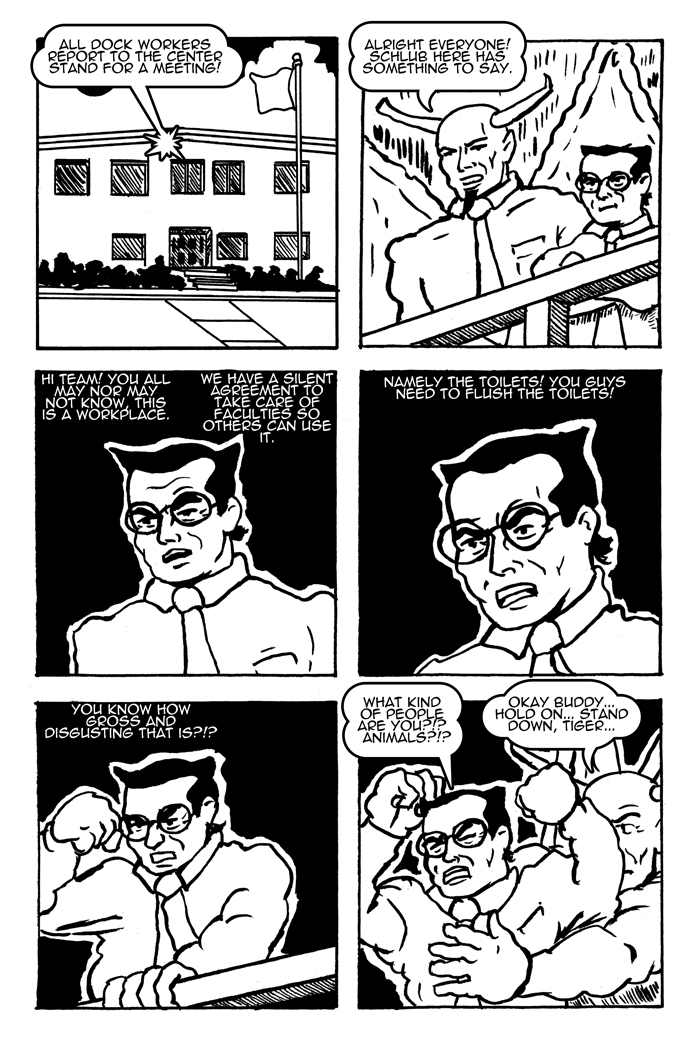 ALL DOCK WORKERS
REPORT TO THE CENTER
STAND FOR A MEETING!
ALRIGHT EVERYONE!
SCHLUB HERE HAS
SOMETHING TO SAY.
HI TEAM! YOU ALL
MAY NOR MAY
NOT KNOW, THIS
IS A WORKPLACE.
WE HAVE A SILENT
AGREEMENT TO
TAKE CARE OF
FACULTIES SO
OTHERS CAN USE
IT.
NAMELY THE TOILETS! YOU GUYS
NEED TO FLUSH THE TOILETS!
YOU KNOW HOW
GROSS AND
DISGUSTING THAT IS?!?
WHAT KIND
OF PEOPLE
ARE YOU?!?
ANIMALS?!?
OKAY BUDDY...
HOLD ON... STAND
DOWN, TIGER...